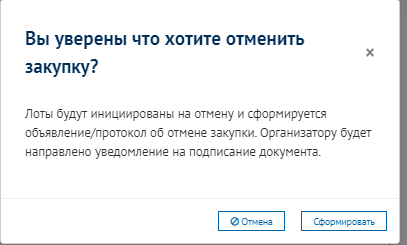 Вы уверены что хотите отменить
закупку?
×
Лоты будут инициированы на отмену и сформируется
объявление/протокол об отмене закупки. Организатору будет
направлено уведомление на подписание документа.
Отмена
Сформировать